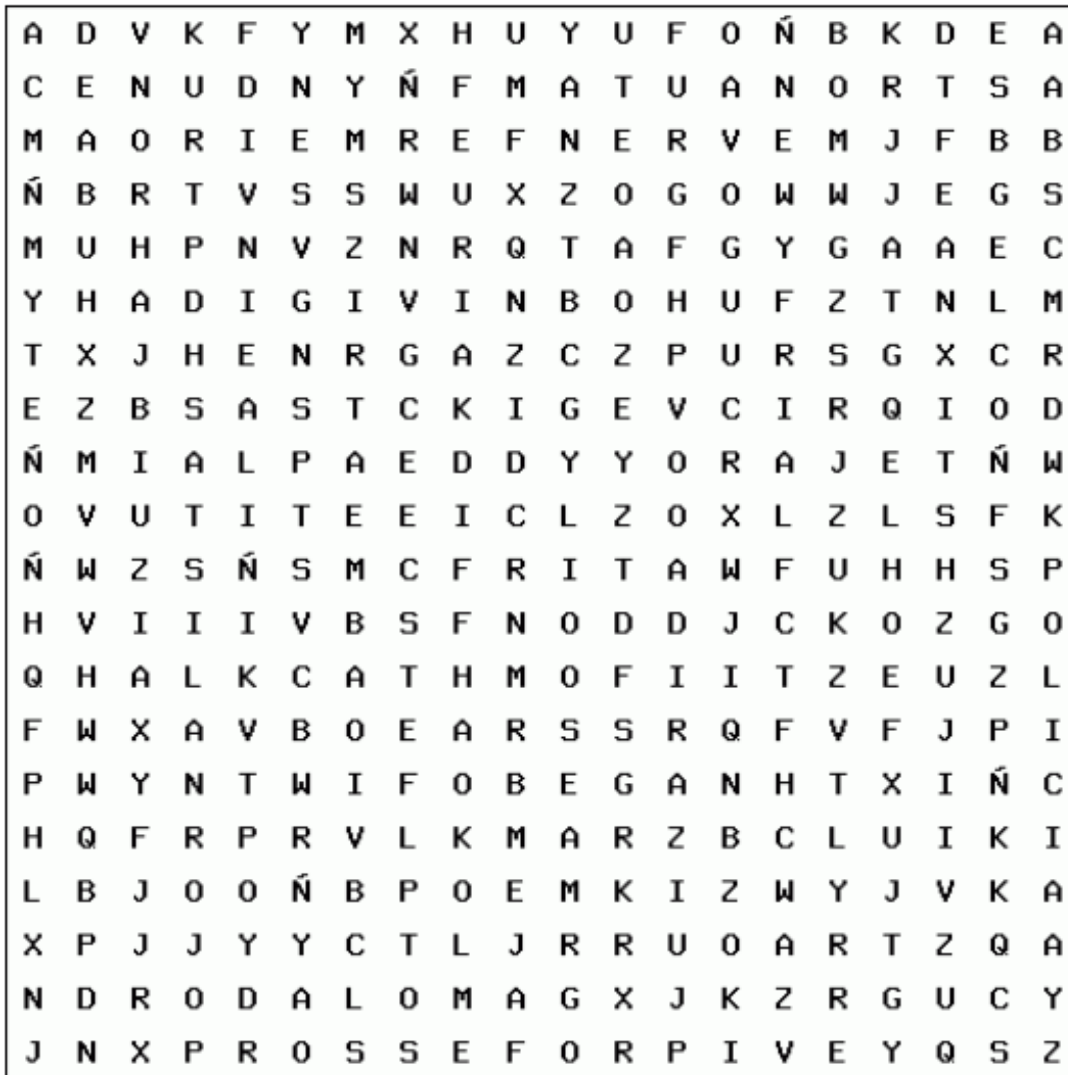 A D V K F Y M X H U Y U F O Ñ B K D E A
C E N U D N Y Ñ F M A T U A N O R T S A
M A O R I E M R E F N E R V E M J F B B
Ñ B R T V S S W U X Z O G O W W J E G S
M U H P N V Z N R Q T A F G Y G A A E C
Y H A D I G I V I N B O H U F Z T N L M
T X J H E N R G A Z C Z P U R S G X C R
E Z B S A S T C K I G E V C I R Q I O D
Ñ M I A L P A E D D Y Y O R A J E T Ñ W
O V U T I T E E I C L Z O X L Z L S F K
Ñ W Z S Ñ S M C F R I T A W F U H H S P
H V I I I V B S F N O D D J C K O Z G O
Q H A L K C A T H M O F I I T Z E U Z L
F W X A V B O E A R S S R Q F V F J P I
P W Y N T W I F O B E G A N H T X I Ñ C
H Q F R P R V L K M A R Z B C L U I K I
L B J O O Ñ B P O E M K I Z W Y J V K A
X P J J Y Y C T L J R R U O A R T Z Q A
N D R O D A L O M A G X J K Z R G U C Y
J N X P R O S S E F O R P I V E Y Q S Z